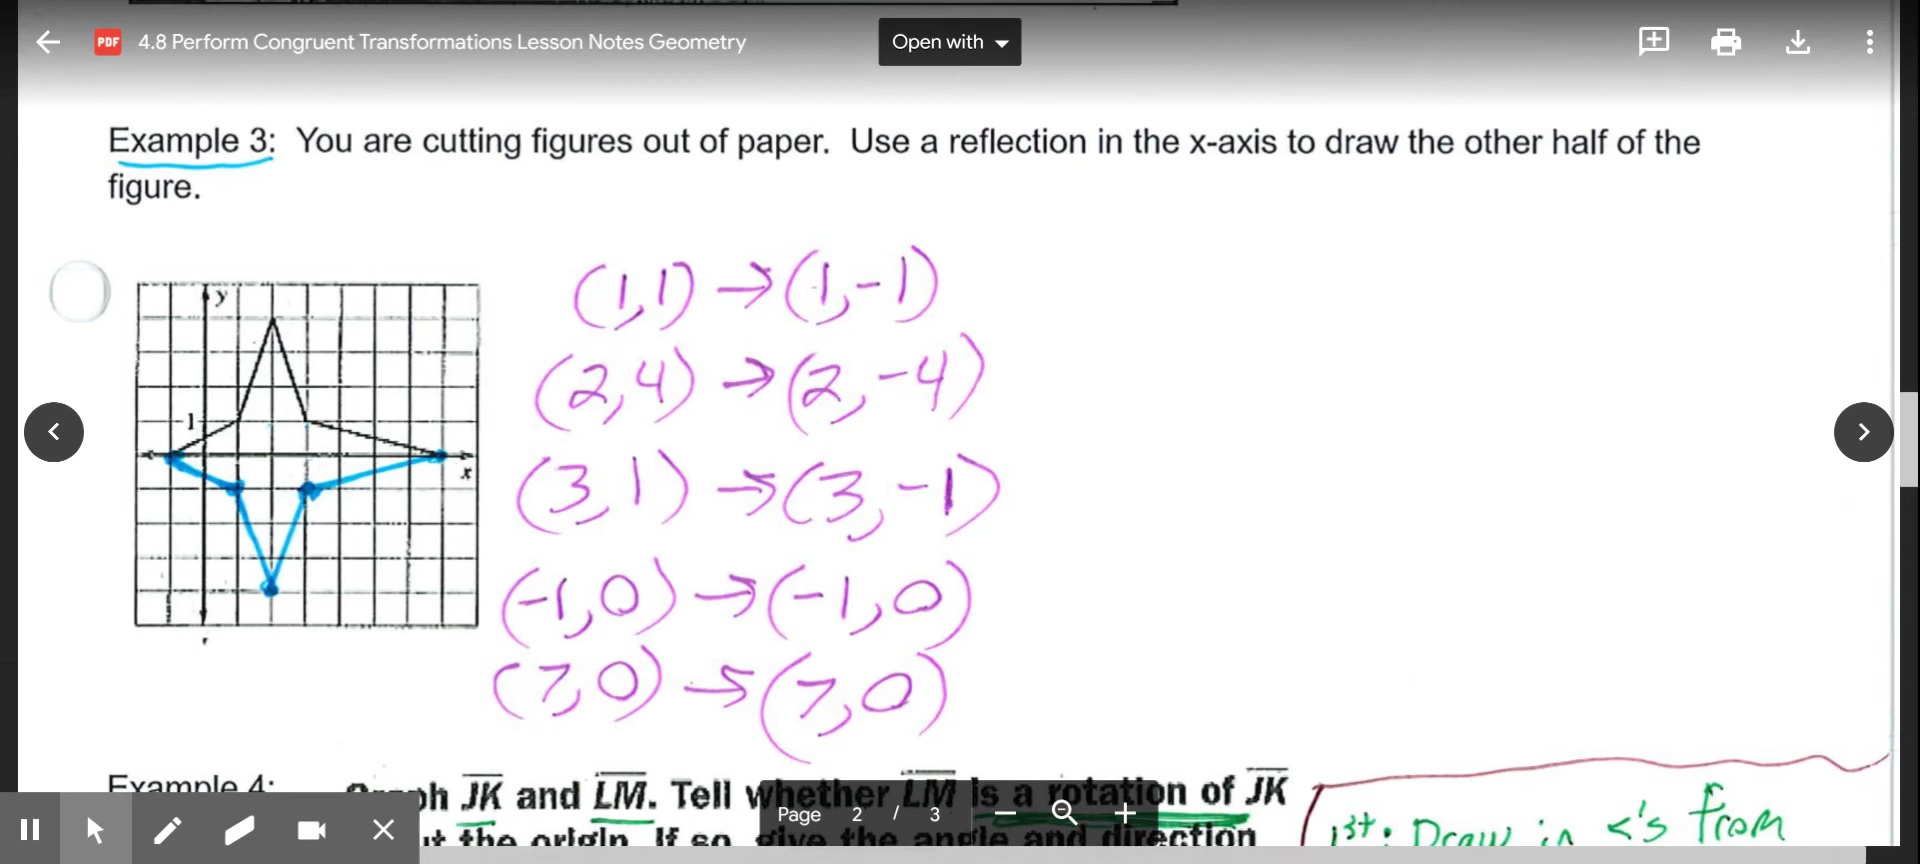 PDF 4.8 Perform Congruent Transformations Lesson Notes Geometry
Open with
Example 3: You are cutting figures out of paper. Use a reflection in the x-axis to draw the other half of the
figure.
y
1
x
(1,1) → (1,-1)
(2,4) → (2,-4)
(3,1) → (3,-1)
(-1,0) → (-1,0)
(7,0) → (7,0)
Example 4:
JK and LM. Tell whether LM is a rotation of JK
the origin. If so, give the angle and direction
Page 2 / 3
1st: Draw in <'s from